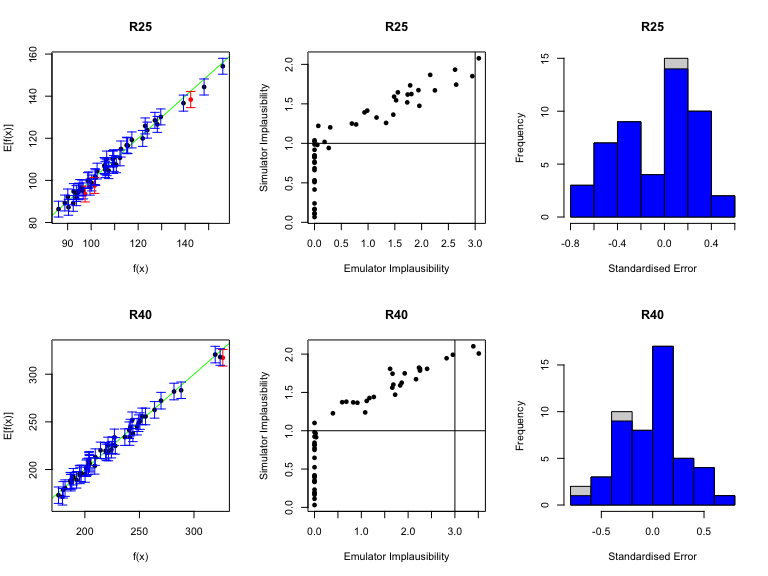 R25
E[f(x)]
160
140
120
100
80
90
100
120
140
f(x)
R25
Simulator Implausibility
2.0
1.5
1.0
0.5
0.0
0.0
0.5
1.0
1.5
2.0
2.5
3.0
Emulator Implausibility
R25
Frequency
15
10
5
0
-0.8
-0.4
0.0
0.4
Standardised Error
R40
E[f(x)]
300
250
200
200
250
300
f(x)
R40
Simulator Implausibility
2.0
1.5
1.0
0.5
0.0
0.0
1.0
2.0
3.0
Emulator Implausibility
R40
Frequency
15
10
5
0
-0.5
0.0
0.5
Standardised Error